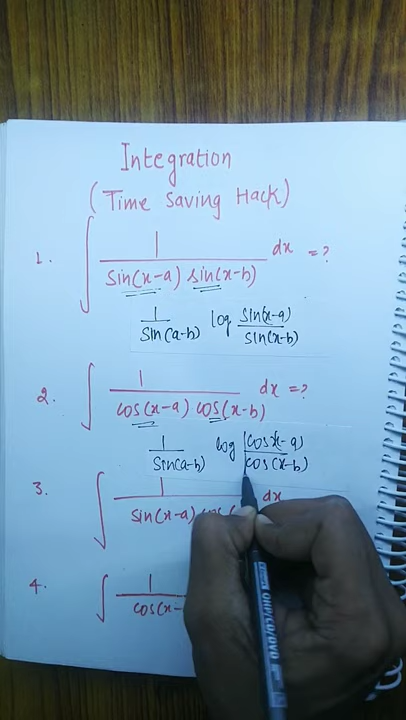 Integration
(Time Saving Hack)
1. ∫ 1 / sin(x-a) sin(x-b) dx = ?
1 / sin(a-b) log sin(x-a) / sin(x-b)
2. ∫ 1 / cos(x-a) cos(x-b) dx = ?
1 / sin(a-b) log |cos(x-a) / cos(x-b)
3. ∫ 1 / sin(x-a) dx
4. ∫ 1 / cos(x-